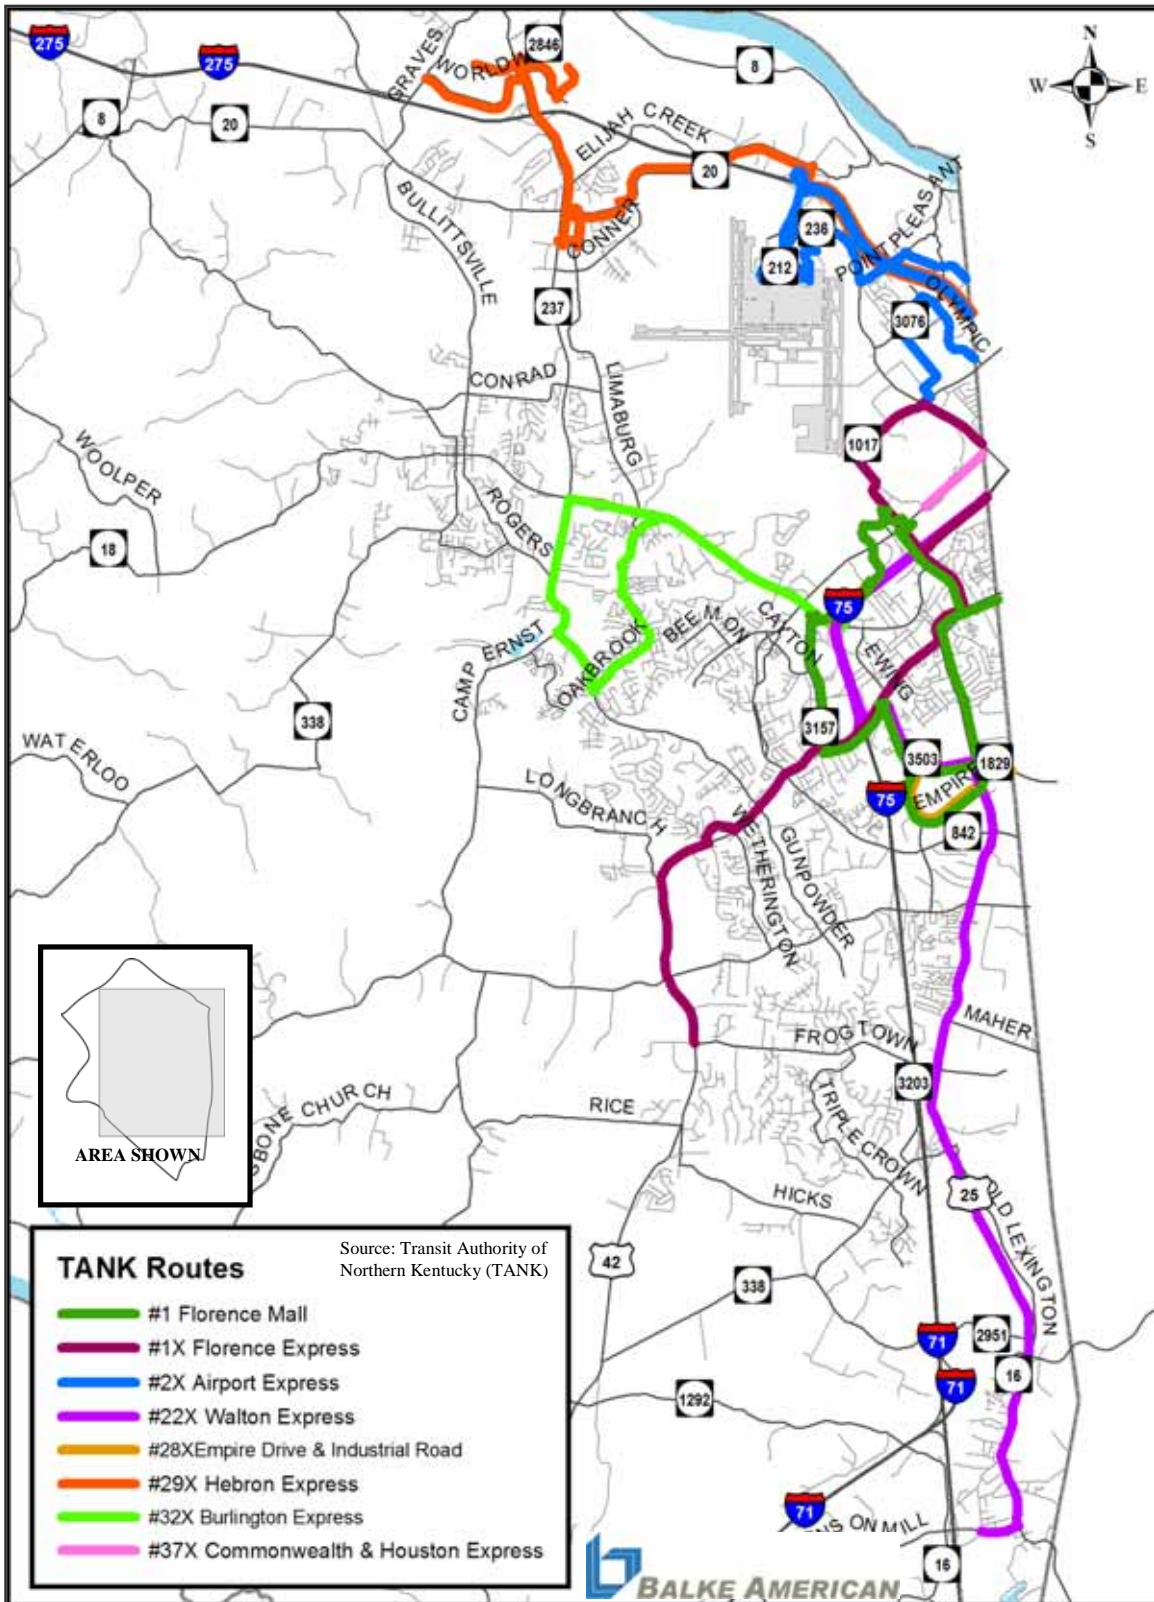 275
275
GRAVES
2846
WORLDW
8
N
W
E
S
8
20
ELIJAH CREEK
20
POINT PLEASANT
BULLITTSVILLE
CONNER
236
212
237
3076
OLYMPIC
CONRAD
LIMABURG
1017
WOOLPER
ROGERS
18
75
CAMP ERNST
OAKBROOK
BEEMON
CAYTON
EWING
338
3157
WATERLOO
3503
1829
EMPIRE
75
LONGBRANCH
842
WETHERINGTON
GUNPOWDER
MAHER
FROGTOWN
3203
RICE
TRIPLE CROWN
GBONE CHURCH
AREA SHOWN
HICKS
25
OLD LEXINGTON
42
338
71
2951
16
71
1292
71
NS ON MILL
16
TANK Routes
Source: Transit Authority of
Northern Kentucky (TANK)
#1 Florence Mall
#1X Florence Express
#2X Airport Express
#22X Walton Express
#28XEmpire Drive & Industrial Road
#29X Hebron Express
#32X Burlington Express
#37X Commonwealth & Houston Express
BALKE AMERICAN